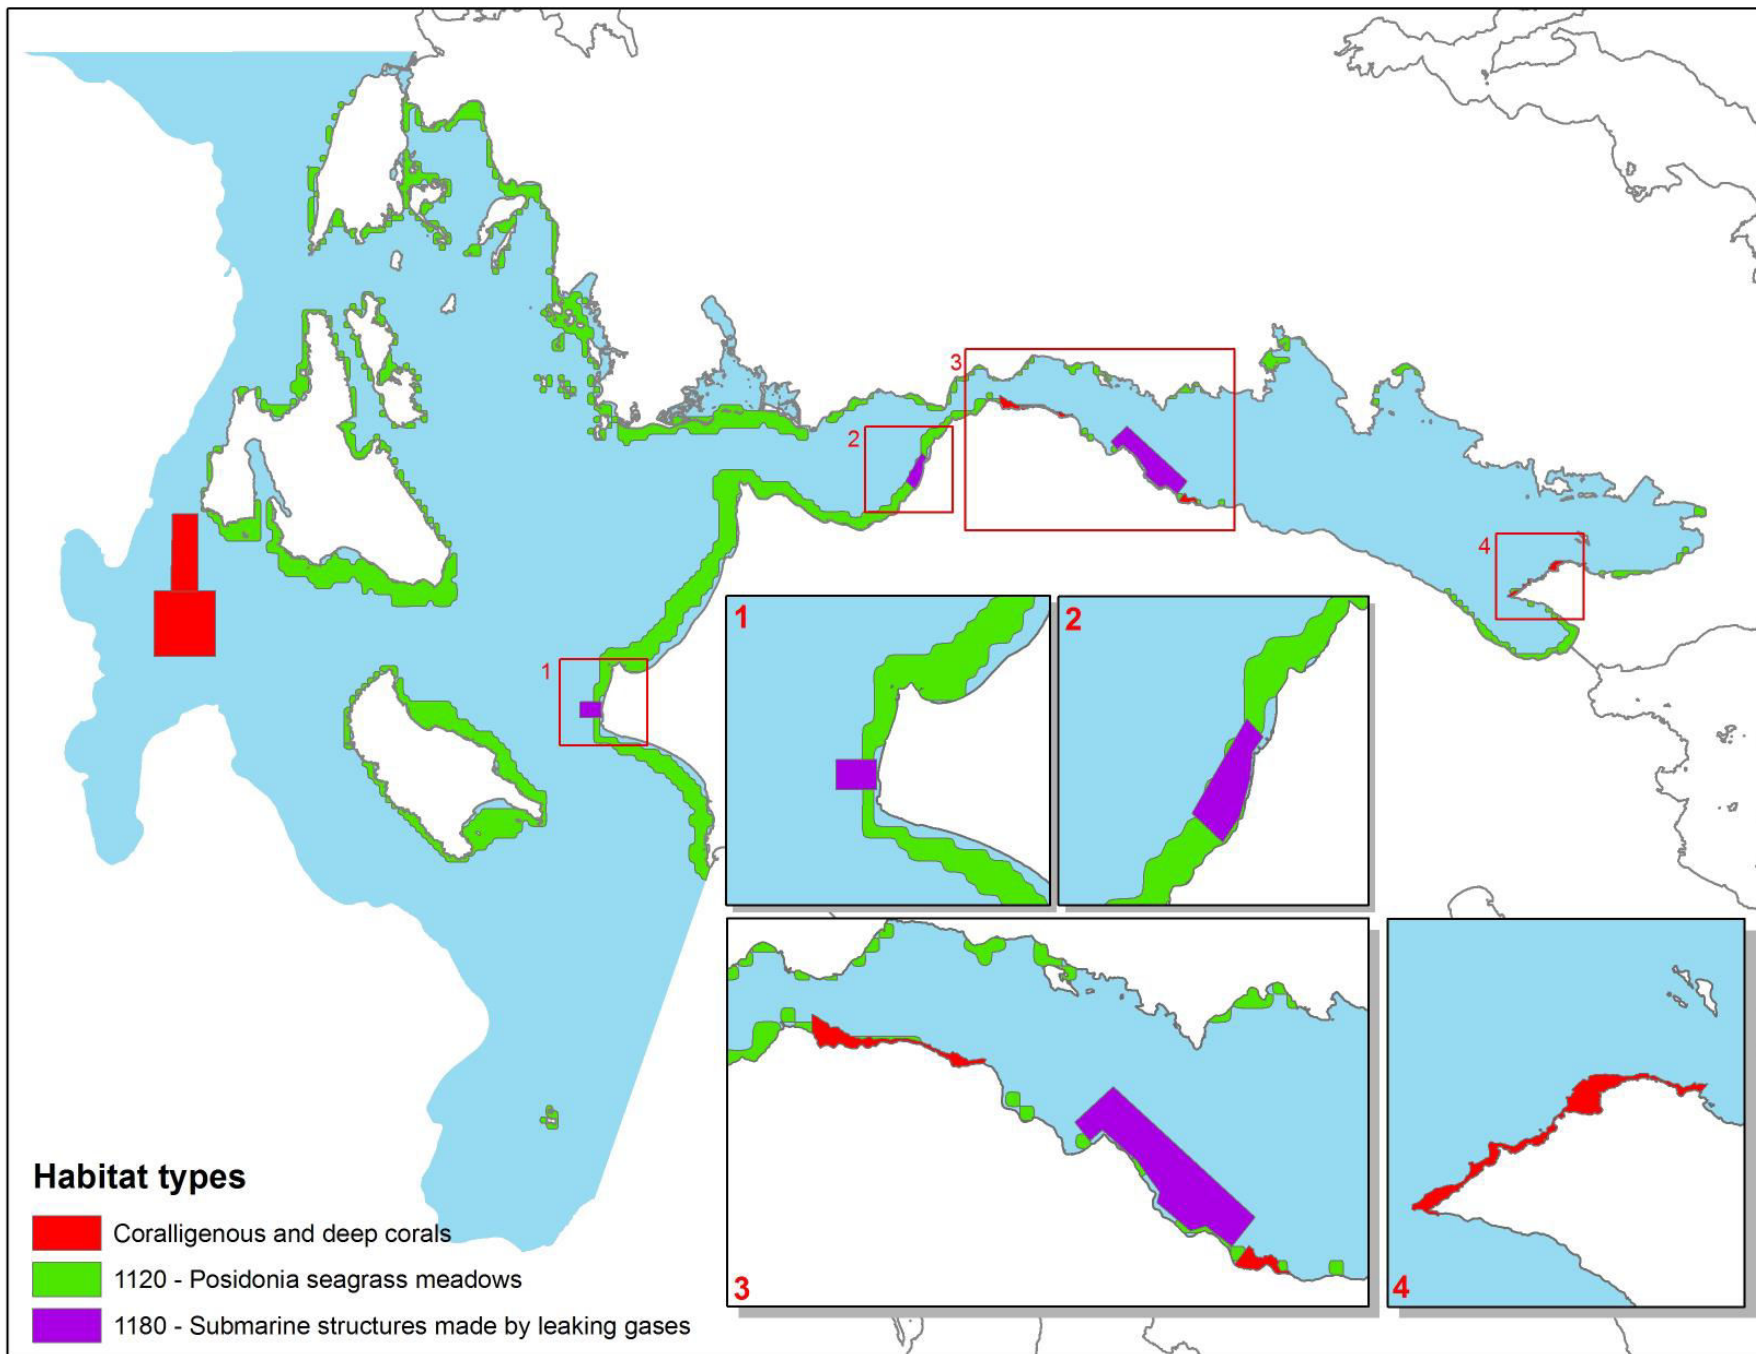 3
2
4
1
1
2
3
4
Habitat types
Coralligenous and deep corals
1120 - Posidonia seagrass meadows
1180 - Submarine structures made by leaking gases